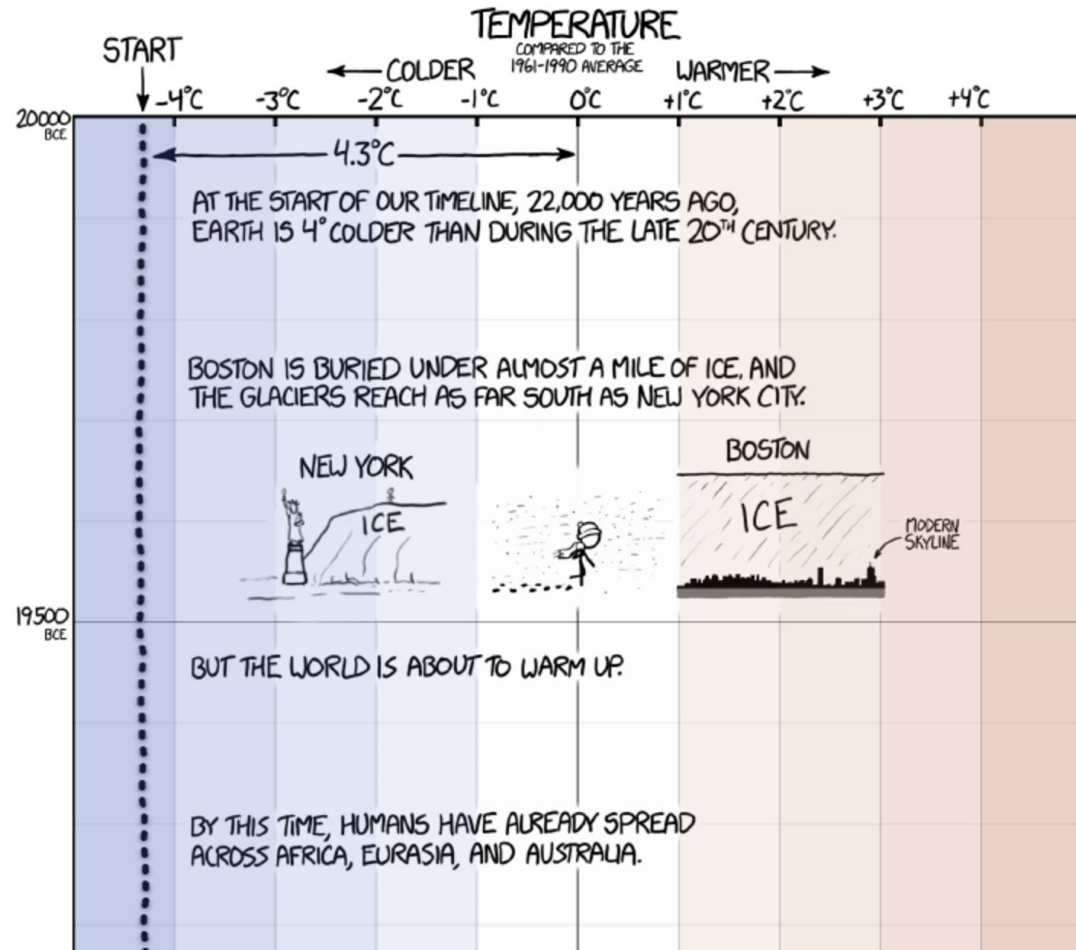 TEMPERATURE
COMPARED TO THE
1961-1990 AVERAGE
START
COLDER
WARMER
-4°C -3°C -2°C -1°C 0°C +1°C +2°C +3°C +4°C
20000
BCE
4.3°C
AT THE START OF OUR TIMELINE, 22,000 YEARS AGO,
EARTH IS 4° COLDER THAN DURING THE LATE 20TH CENTURY.
BOSTON IS BURIED UNDER ALMOST A MILE OF ICE, AND
THE GLACIERS REACH AS FAR SOUTH AS NEW YORK CITY.
NEW YORK
ICE
BOSTON
ICE
MODERN
SKYLINE
19500
BCE
BUT THE WORLD IS ABOUT TO WARM UP.
BY THIS TIME, HUMANS HAVE ALREADY SPREAD
ACROSS AFRICA, EURASIA, AND AUSTRALIA.